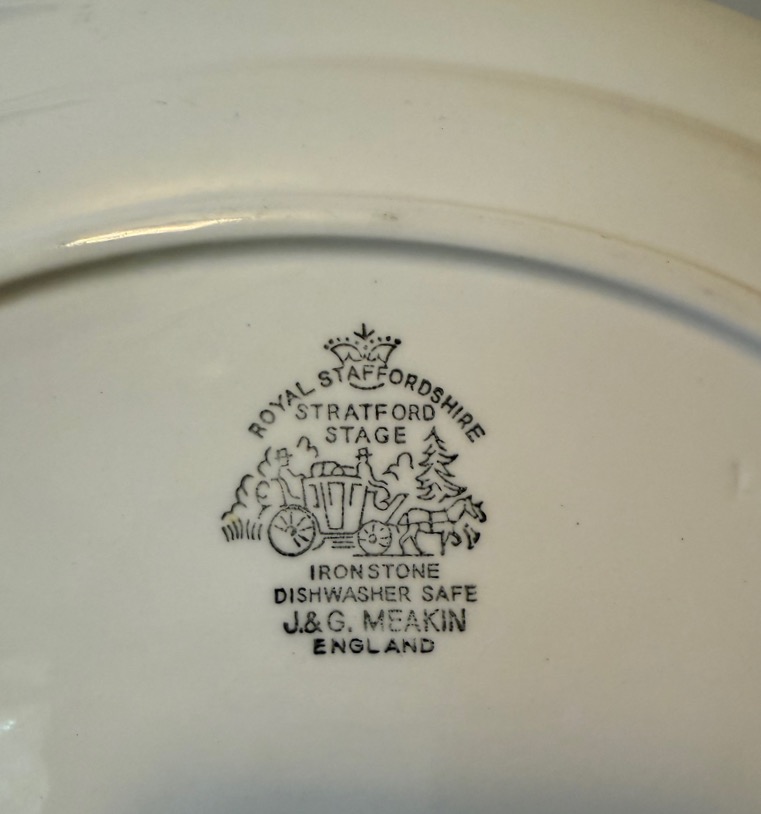 ROYAL STAFFORDSHIRE
STRATFORD
STAGE
IRONSTONE
DISHWASHER SAFE
J.& G. MEAKIN
ENGLAND